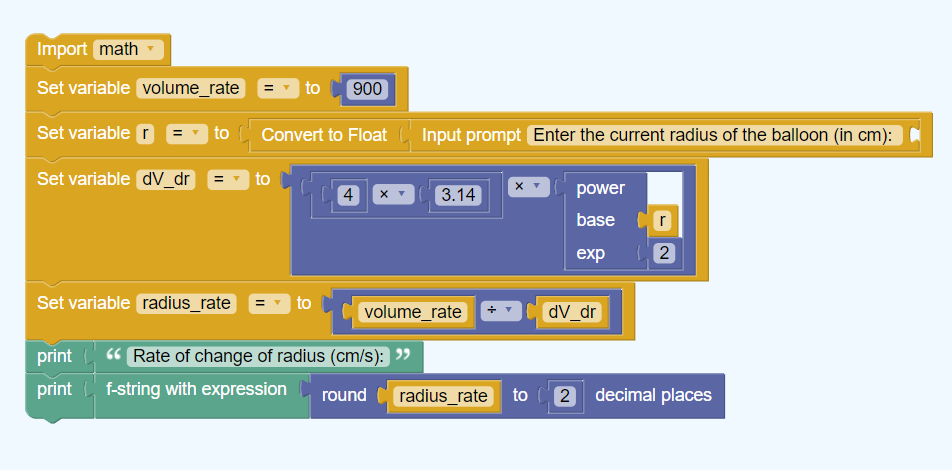 Import math
Set variable volume_rate = to 900
Set variable r = to Convert to Float Input prompt Enter the current radius of the balloon (in cm):
Set variable dV_dr = to 4 × 3.14 × power
base r
exp 2
Set variable radius_rate = to volume_rate ÷ dV_dr
print “ Rate of change of radius (cm/s): ”
print f-string with expression round radius_rate to 2 decimal places